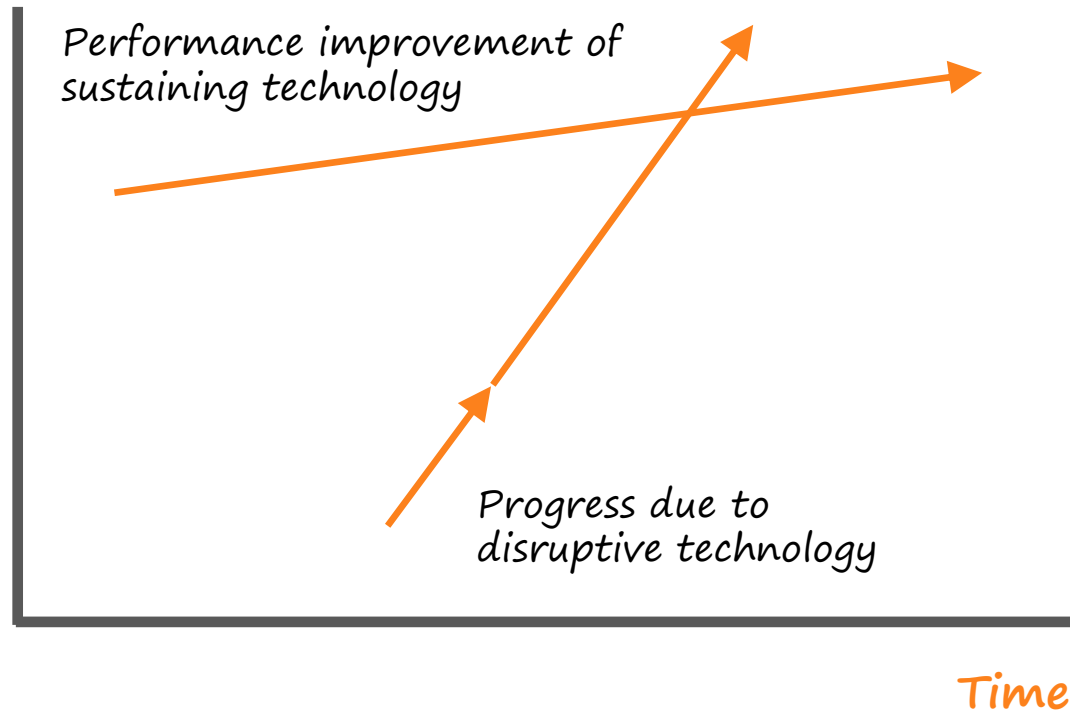 Performance improvement of
sustaining technology
Progress due to
disruptive technology
Time